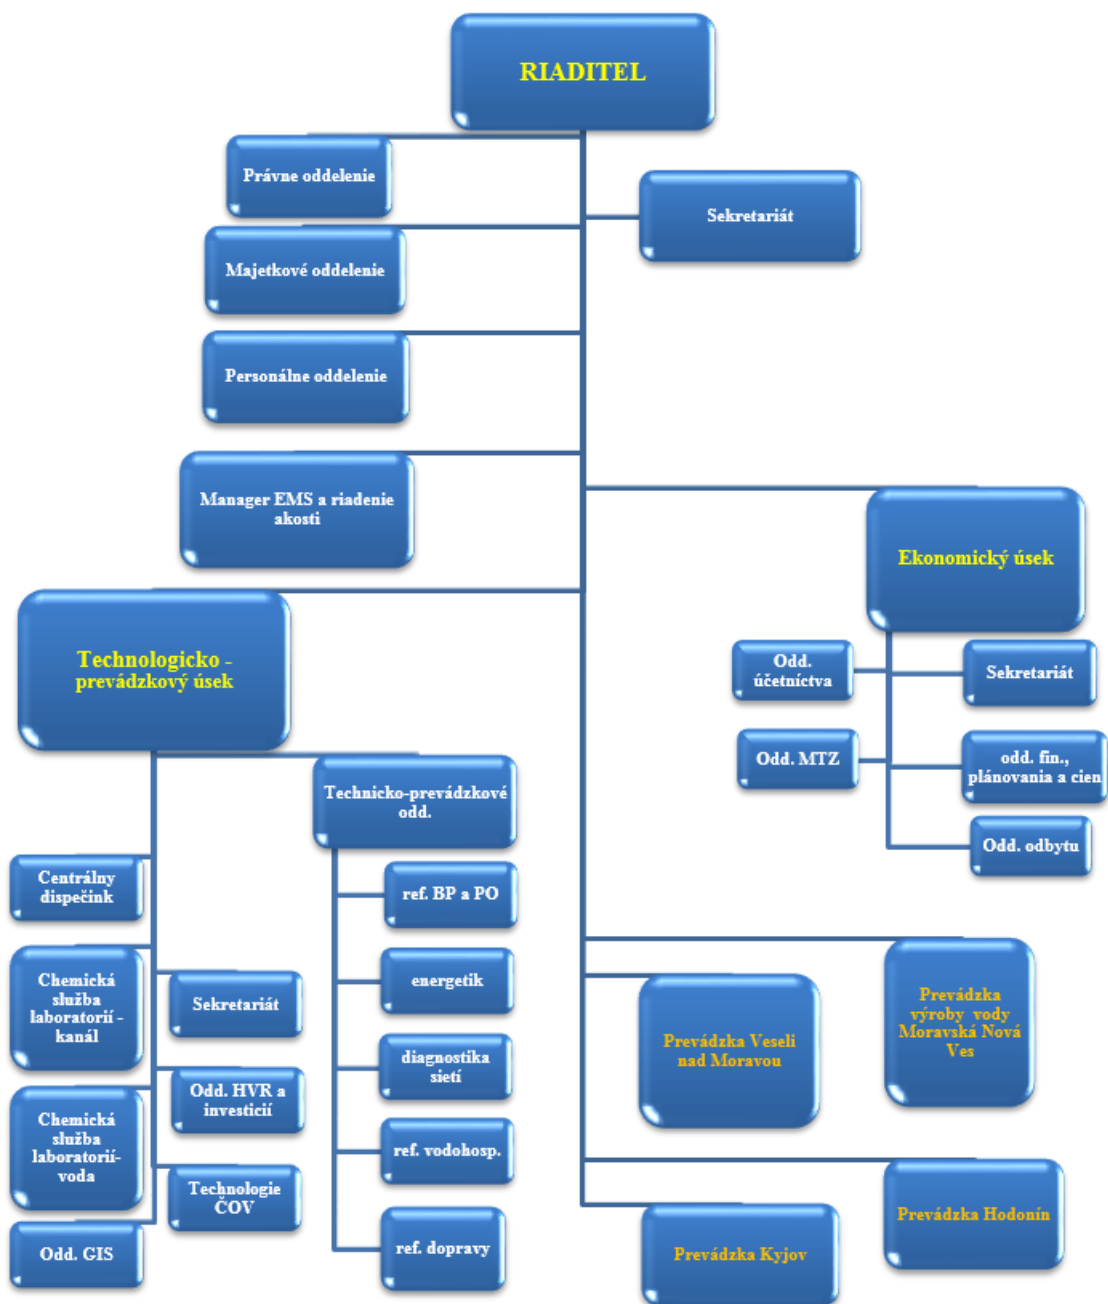 RIADITEL
Právne oddelenie
Sekretariát
Majetkové oddelenie
Personálne oddelenie
Manager EMS a riadenie
akosti
Ekonomický úsek
Technologicko -
prevádzkový úsek
Odd.
účetníctva
Sekretariát
Odd. MTZ
odd. fin.,
plánovania a cien
Odd. odbytu
Technicko-prevádzkové
odd.
Centrálny
dispečink
ref. BP a PO
Chemická
služba
laboratorií -
kanál
Sekretariát
energetik
diagnostika
sietí
Odd. HVR a
investicií
Chemická
služba
laboratorií-
voda
Technologie
ČOV
ref. vodohosp.
Odd. GIS
ref. dopravy
Prevádzka Veseli
nad Moravou
Prevádzka
výroby vody
Moravská Nová
Ves
Prevádzka Kyjov
Prevádzka Hodonín